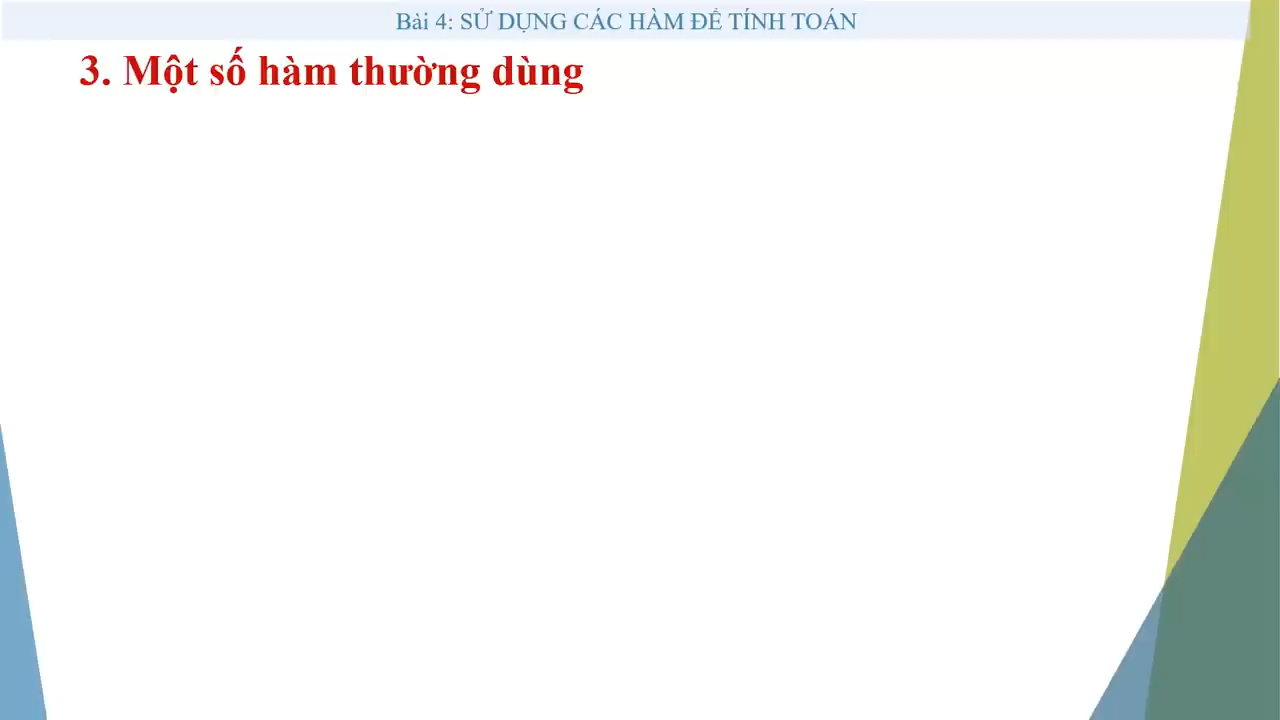 Bài 4: SỬ DỤNG CÁC HÀM ĐỂ TÍNH TOÁN
3. Một số hàm thường dùng